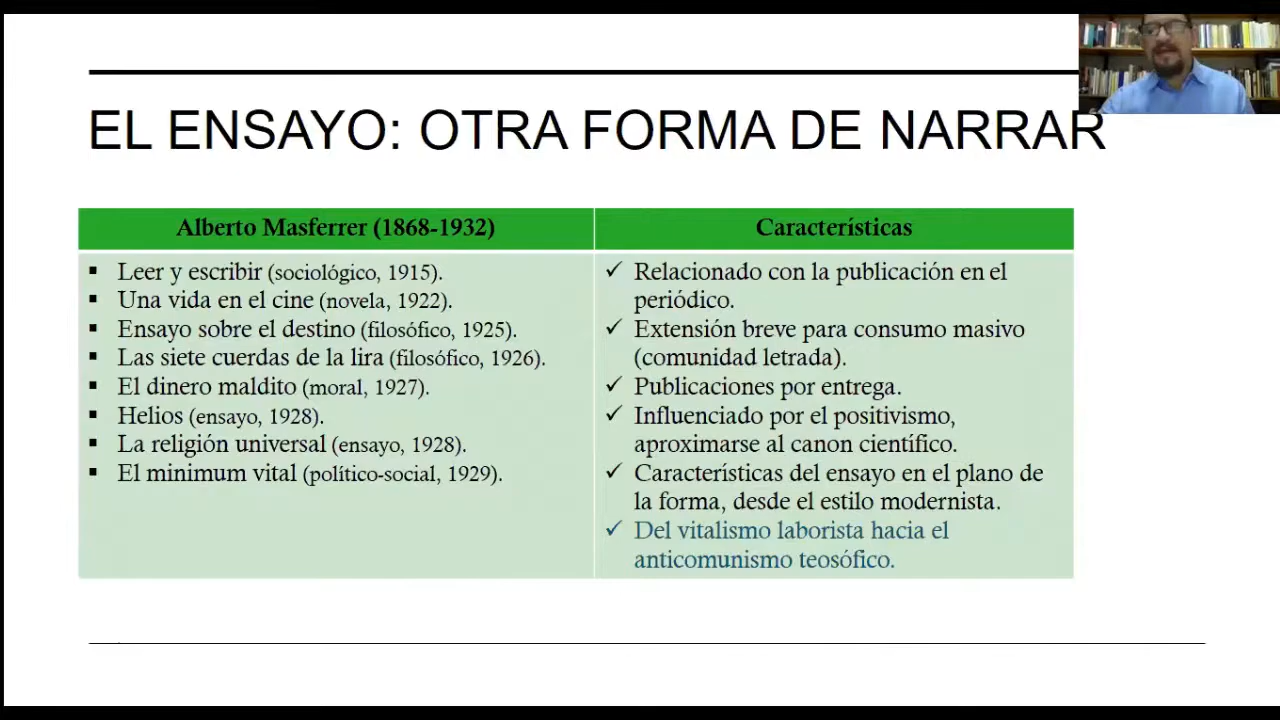 EL ENSAYO: OTRA FORMA DE NARRAR
Alberto Masferrer (1868-1932)
Leer y escribir (sociológico, 1915).
Una vida en el cine (novela, 1922).
Ensayo sobre el destino (filosófico, 1925).
Las siete cuerdas de la lira (filosófico, 1926).
El dinero maldito (moral, 1927).
Helios (ensayo, 1928).
La religión universal (ensayo, 1928).
El minimum vital (político-social, 1929).
Características
Relacionado con la publicación en el
periódico.
Extensión breve para consumo masivo
(comunidad letrada).
Publicaciones por entrega.
Influenciado por el positivismo,
aproximarse al canon científico.
Características del ensayo en el plano de
la forma, desde el estilo modernista.
Del vitalismo laborista hacia el
anticomunismo teosófico.